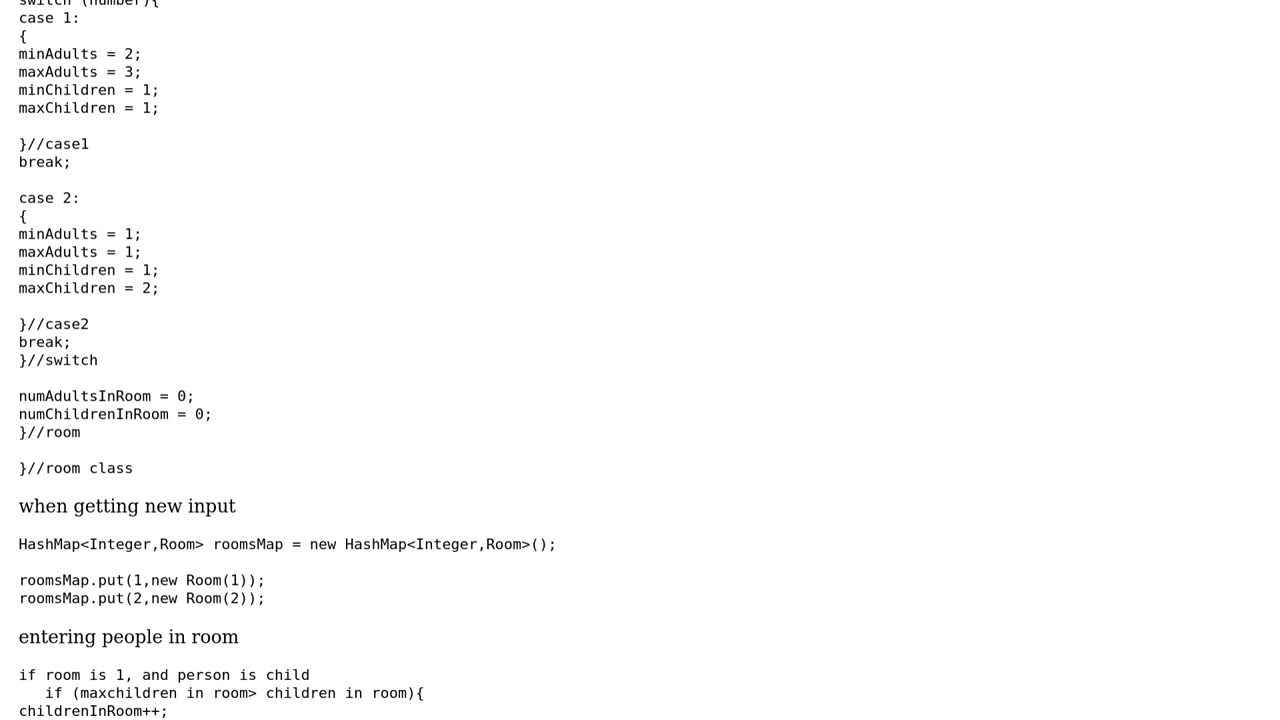 switch (number){
case 1:
{
minAdults = 2;
maxAdults = 3;
minChildren = 1;
maxChildren = 1;
}//case1
break;
case 2:
{
minAdults = 1;
maxAdults = 1;
minChildren = 1;
maxChildren = 2;
}//case2
break;
}//switch
numAdultsInRoom = 0;
numChildrenInRoom = 0;
}//room
}//room class
when getting new input
HashMap<Integer,Room> roomsMap = new HashMap<Integer,Room>();
roomsMap.put(1,new Room(1));
roomsMap.put(2,new Room(2));
entering people in room
if room is 1, and person is child
   if (maxchildren in room> children in room){
childrenInRoom++;